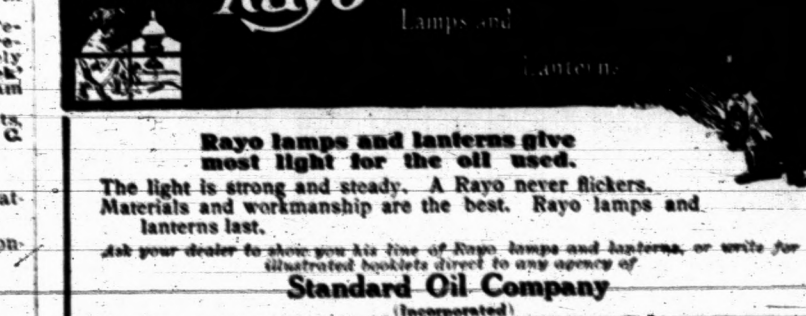 Rayo
Lamps and
Lanterns
Rayo lamps and lanterns give
most light for the oil used.
The light is strong and steady. A Rayo never flickers.
Materials and workmanship are the best. Rayo lamps and
lanterns last.
Ask your dealer to show you his line of Rayo lamps and lanterns, or write for
illustrated booklets direct to any agency of
Standard Oil Company
(Incorporated)